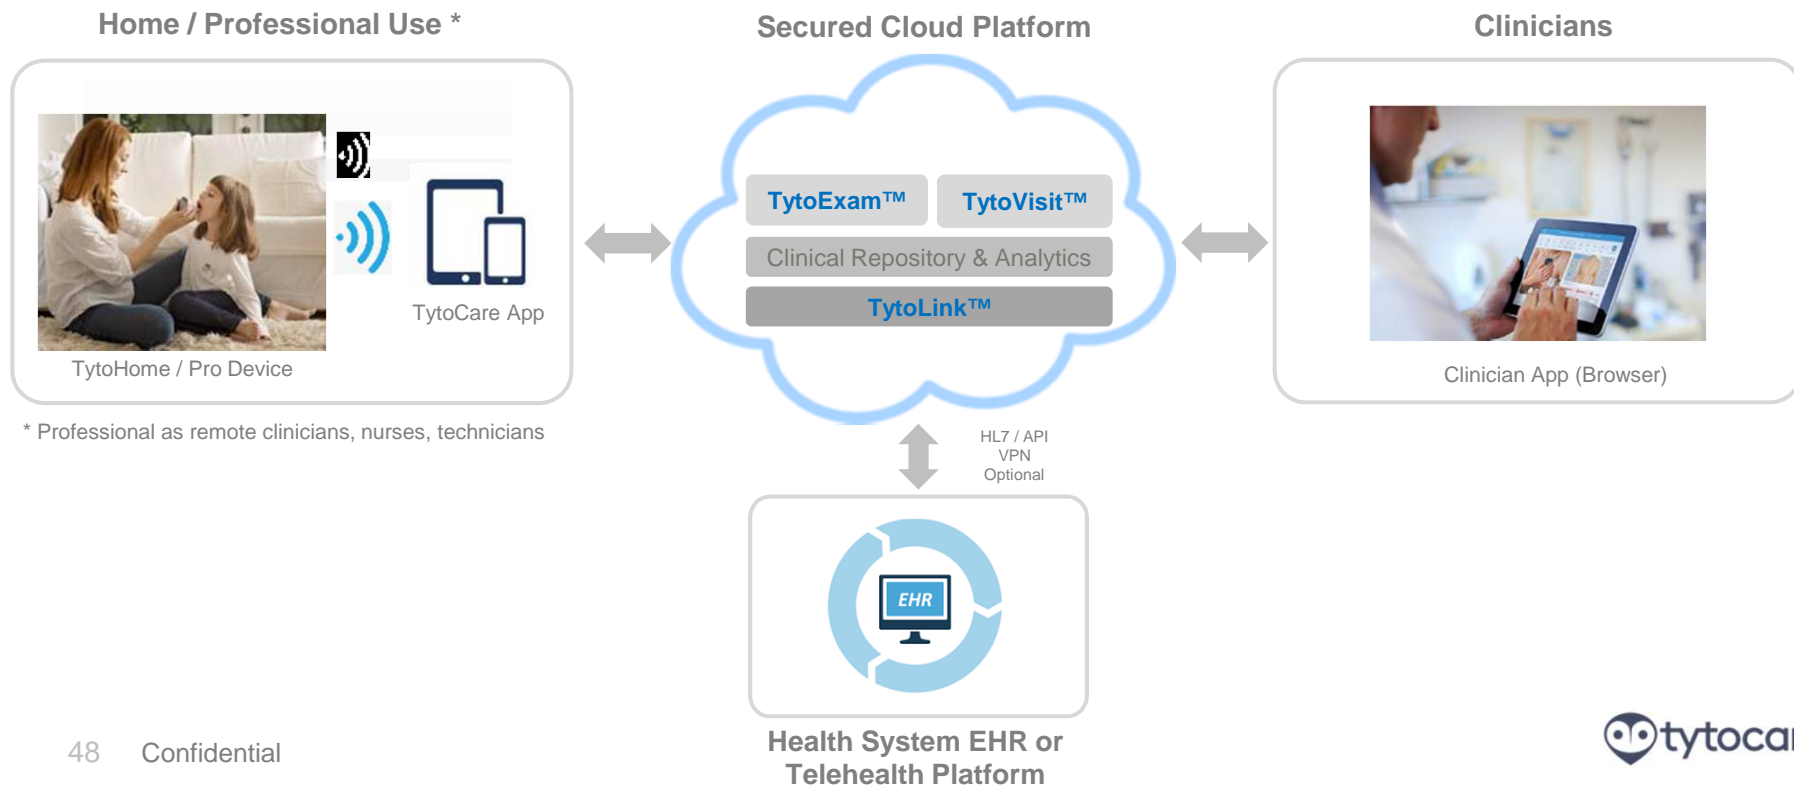 Home / Professional Use *
Secured Cloud Platform
Clinicians
TytoExam™
TytoVisit™
Clinical Repository & Analytics
TytoLink™
TytoCare App
TytoHome / Pro Device
Clinician App (Browser)
* Professional as remote clinicians, nurses, technicians
HL7 / API
VPN
Optional
EHR
Health System EHR or
Telehealth Platform
48 Confidential
tytocar